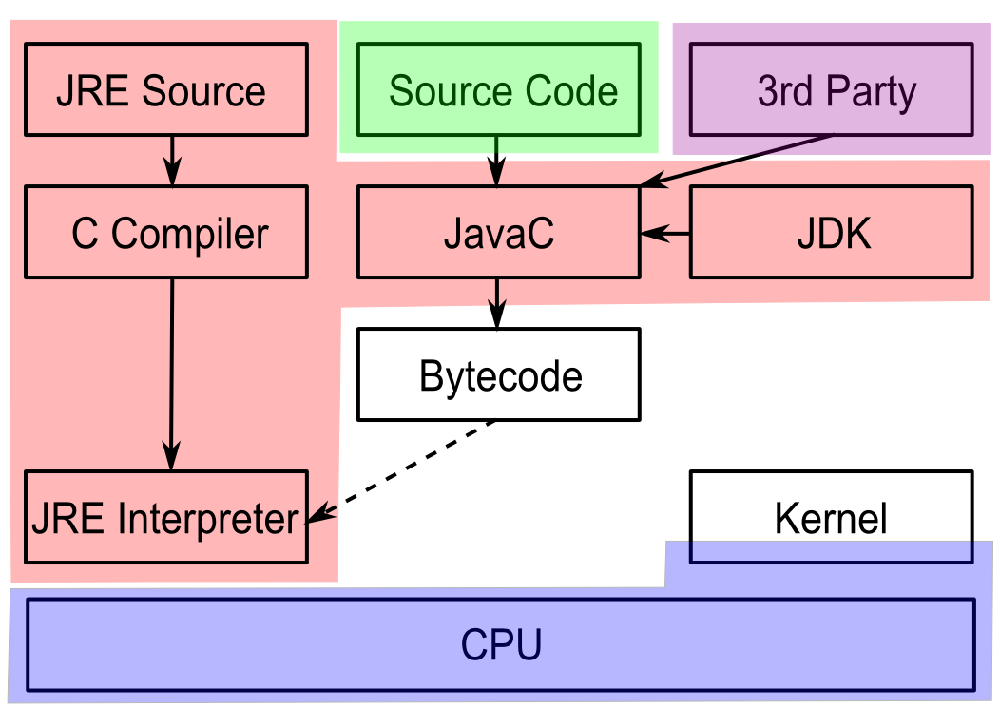 JRE Source
Source Code
3rd Party
C Compiler
JavaC
JDK
Bytecode
JRE Interpreter
Kernel
CPU